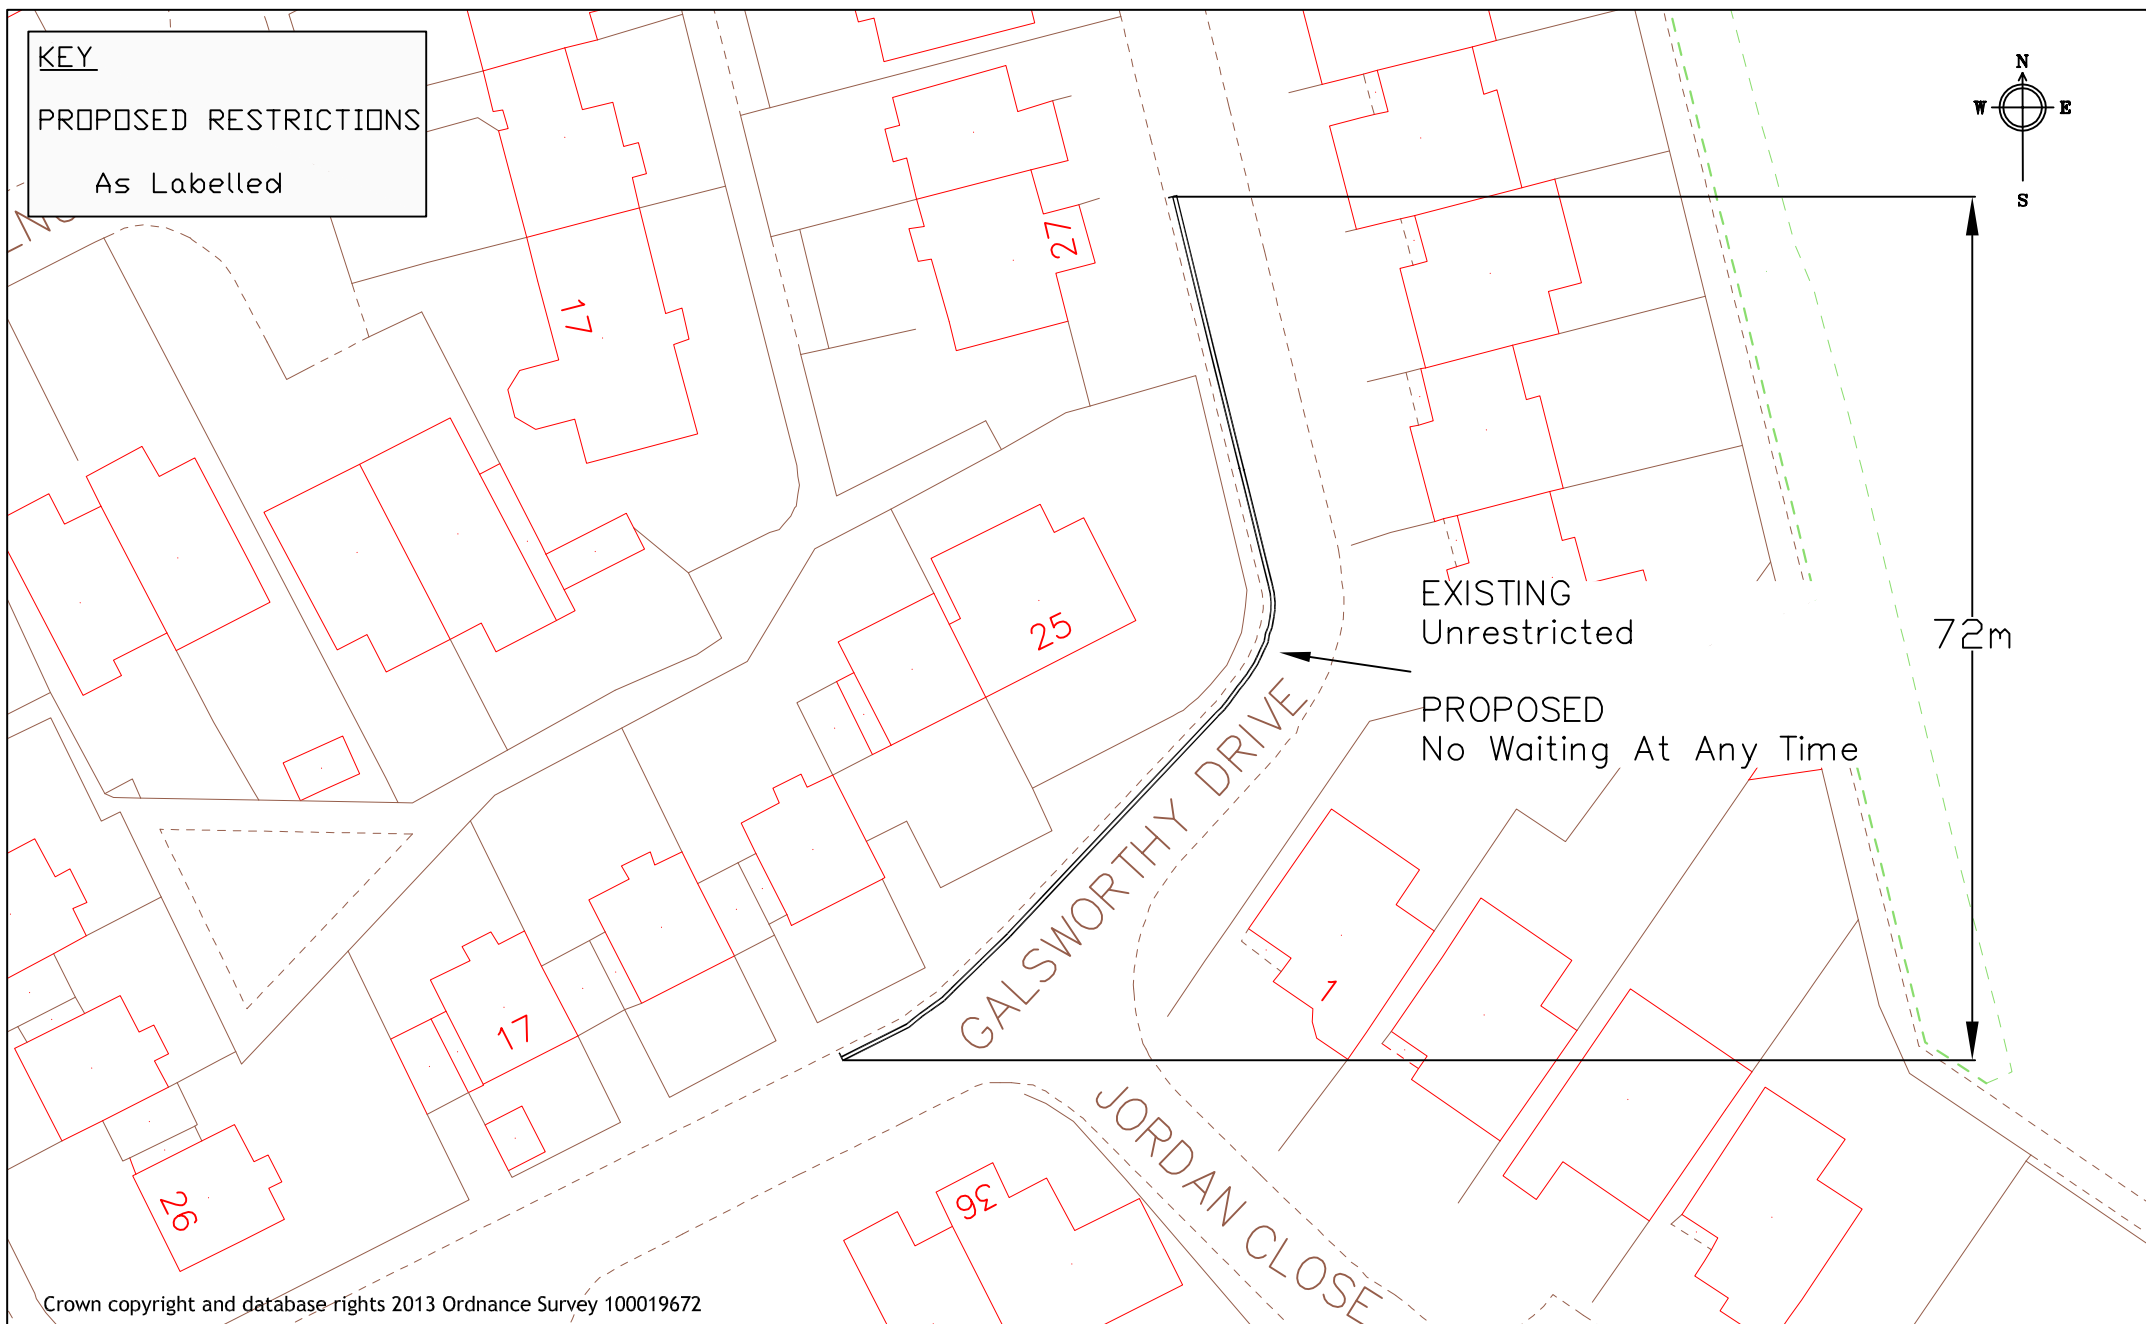 KEY
PROPOSED RESTRICTIONS
As Labelled
N
W E
S
27
17
EXISTING
Unrestricted
72m
25
PROPOSED
No Waiting At Any Time
GALSWORTHY DRIVE
1
17
JORDAN CLOSE
36
26
Crown copyright and database rights 2013 Ordnance Survey 100019672